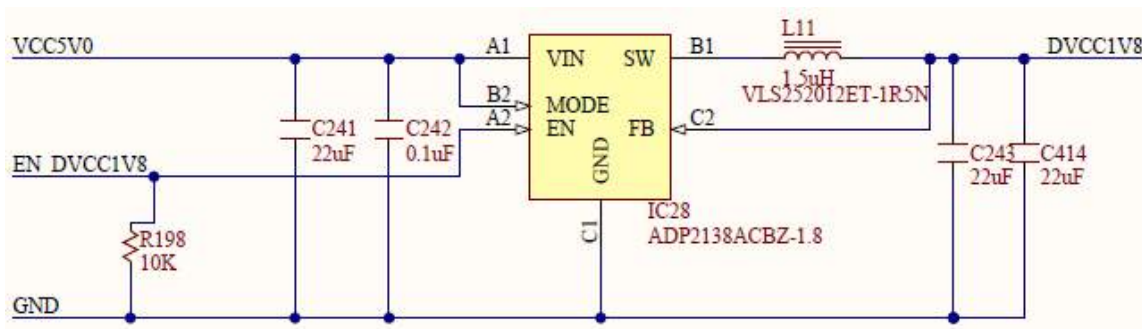 VCC5V0
A1
VIN
SW
B1
L11
1.5uH
VLS252012ET-1R5N
DVCC1V8
B2
MODE
A2
EN
FB
C2
GND
C1
IC28
ADP2138ACBZ-1.8
C241
22uF
C242
0.1uF
C243
22uF
C414
22uF
EN_DVCC1V8
R198
10K
GND